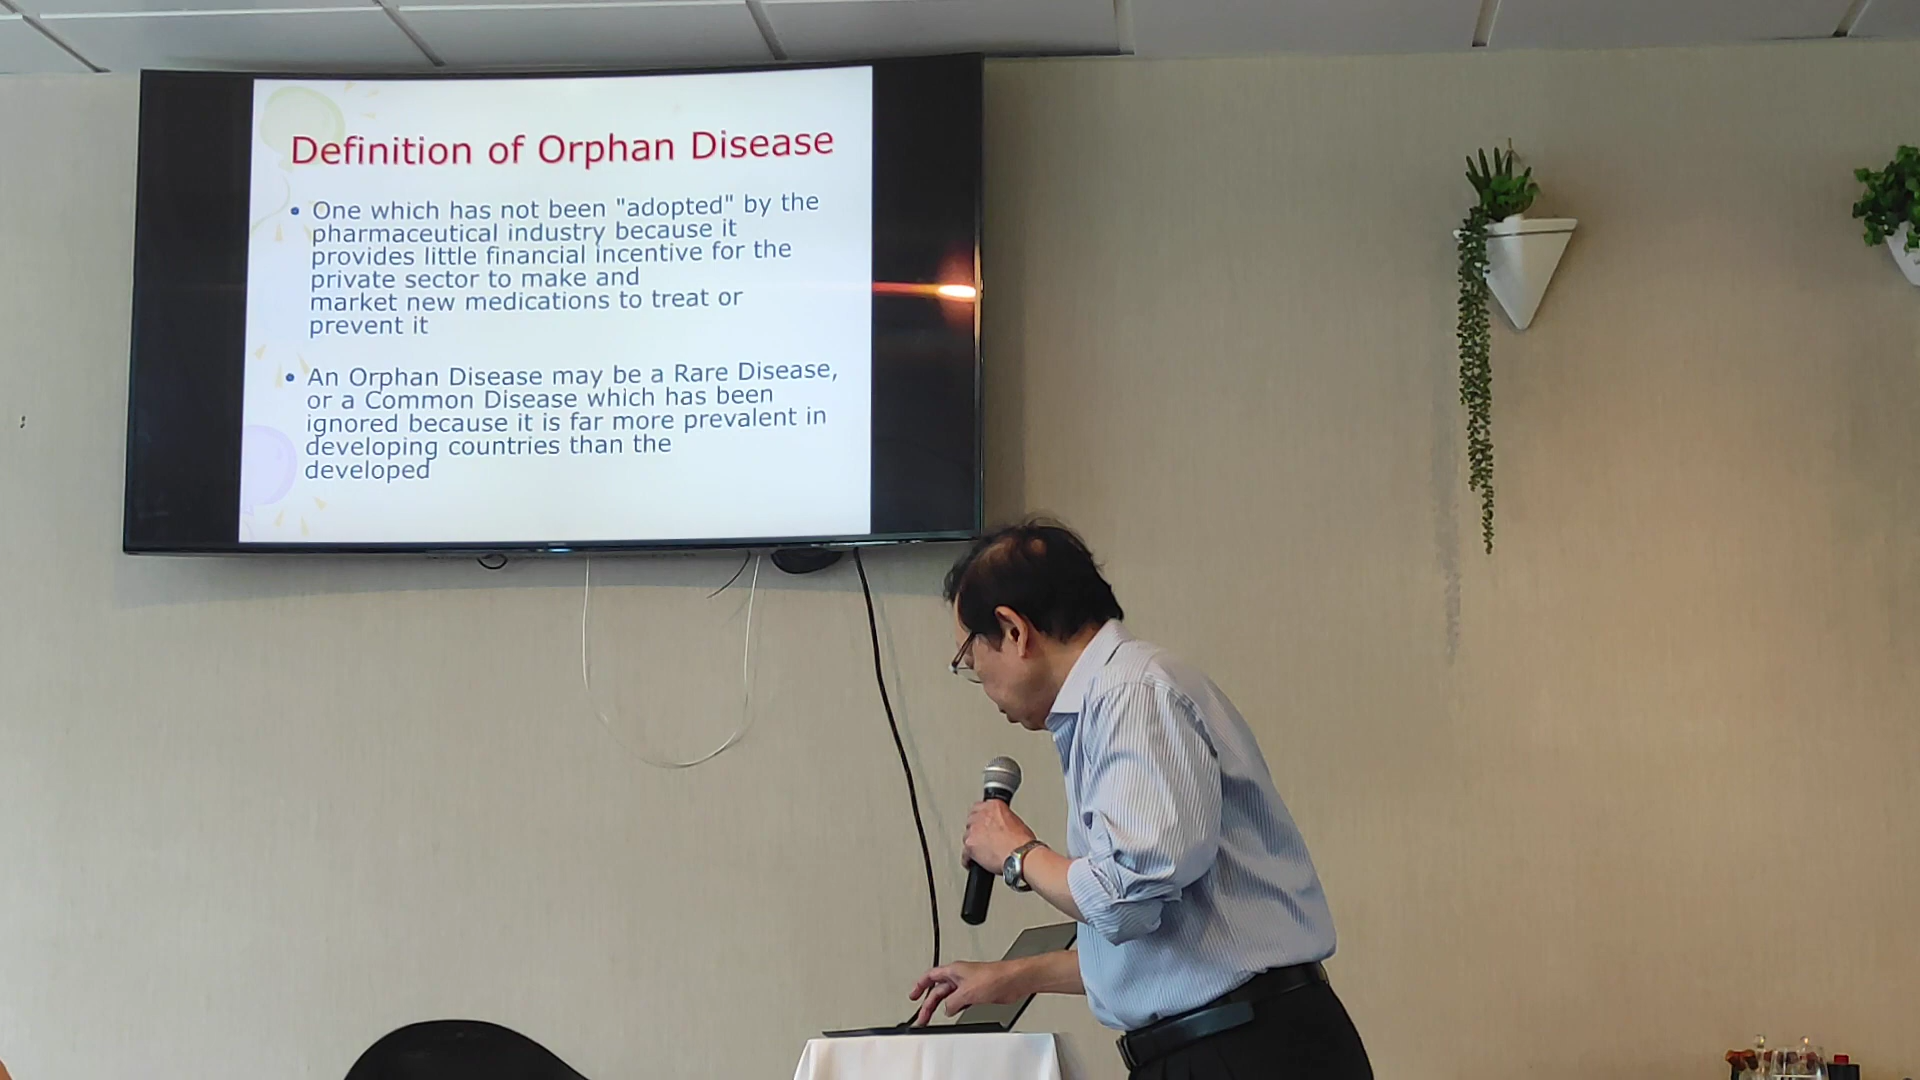 Definition of Orphan Disease
• One which has not been "adopted" by the
pharmaceutical industry because it
provides little financial incentive for the
private sector to make and
market new medications to treat or
prevent it
• An Orphan Disease may be a Rare Disease,
or a Common Disease which has been
ignored because it is far more prevalent in
developing countries than the
developed